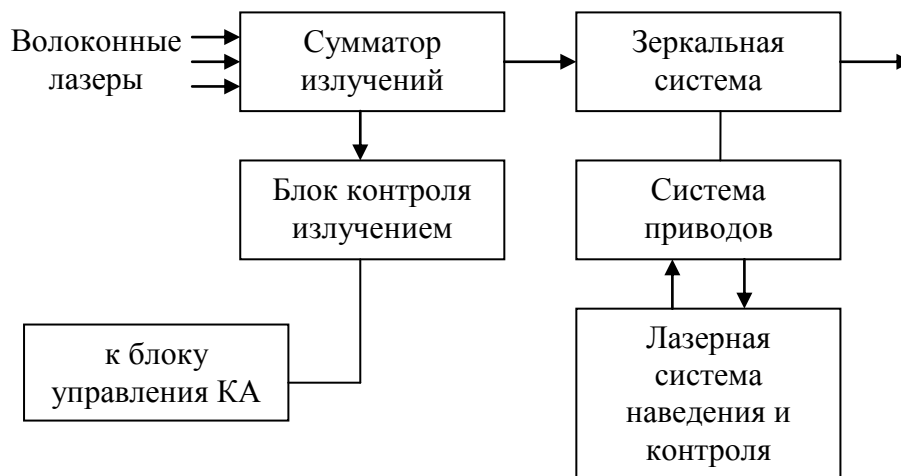 Волоконные
лазеры
Сумматор
излучений
Зеркальная
система
Блок контроля
излучением
Система
приводов
к блоку
управления КА
Лазерная
система
наведения и
контроля